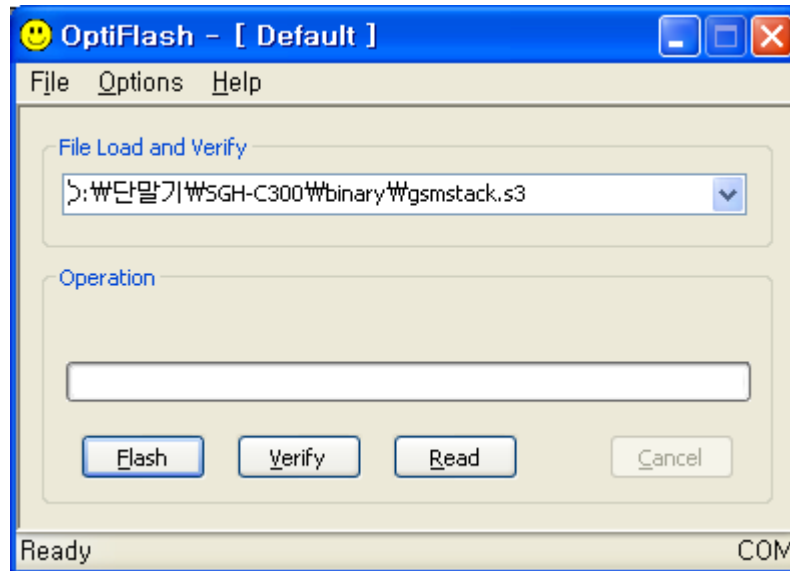 OptiFlash - [ Default ]
File Options Help
File Load and Verify
:₩단말기₩SGH-C300₩binary₩gsmstack.s3
Operation
Flash Verify Read Cancel
Ready COM